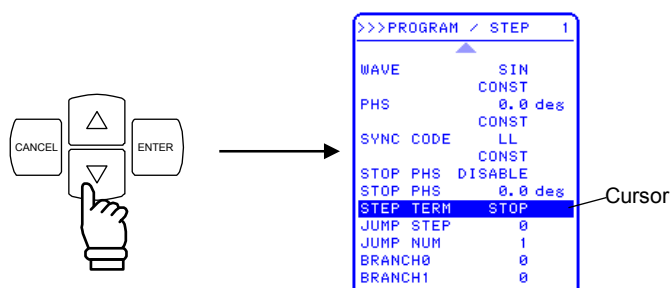 CANCEL
ENTER
>>>PROGRAM / STEP 1
WAVE SIN
CONST
PHS 0.0 deg
CONST
SYNC CODE LL
CONST
STOP PHS DISABLE
STOP PHS 0.0 deg
STEP TERM STOP
JUMP STEP 0
JUMP NUM 1
BRANCH0 0
BRANCH1 0
Cursor